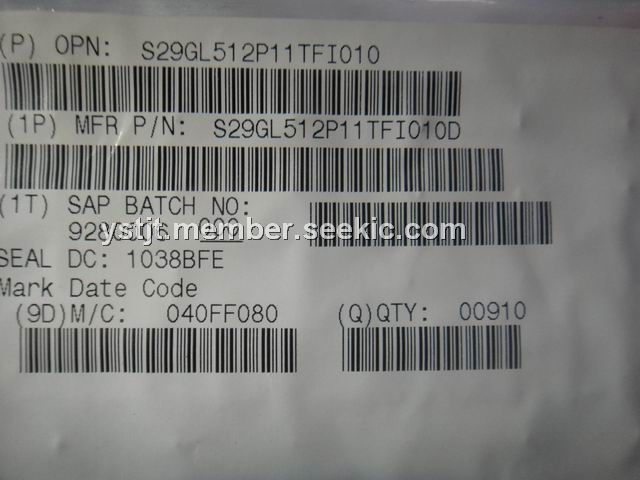 (P) OPN: S29GL512P11TFI010
(1P) MFR P/N: S29GL512P11TFI010D
(1T) SAP BATCH NO:
ystjt.member.seekic.com
SEAL DC: 1038BFE
Mark Date Code
(9D)M/C: 040FF080 (Q)QTY: 00910